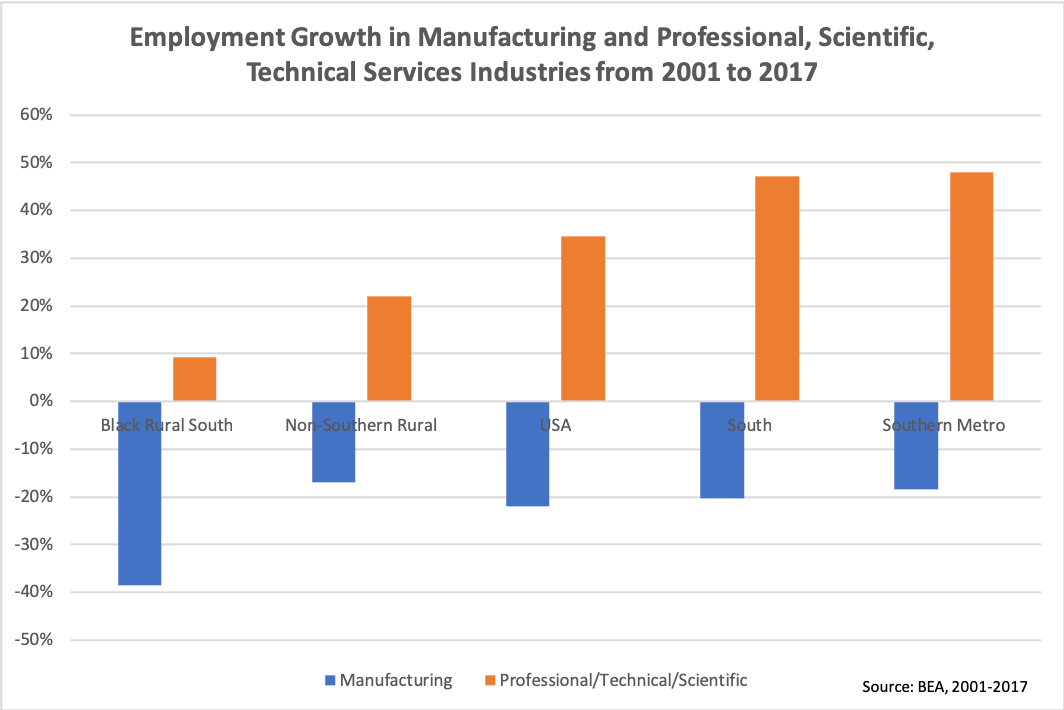 Employment Growth in Manufacturing and Professional, Scientific,
Technical Services Industries from 2001 to 2017
60%
50%
40%
30%
20%
10%
0%
Black Rural South Non-Southern Rural USA South Southern Metro
-10%
-20%
-30%
-40%
-50%
Manufacturing Professional/Technical/Scientific
Source: BEA, 2001-2017